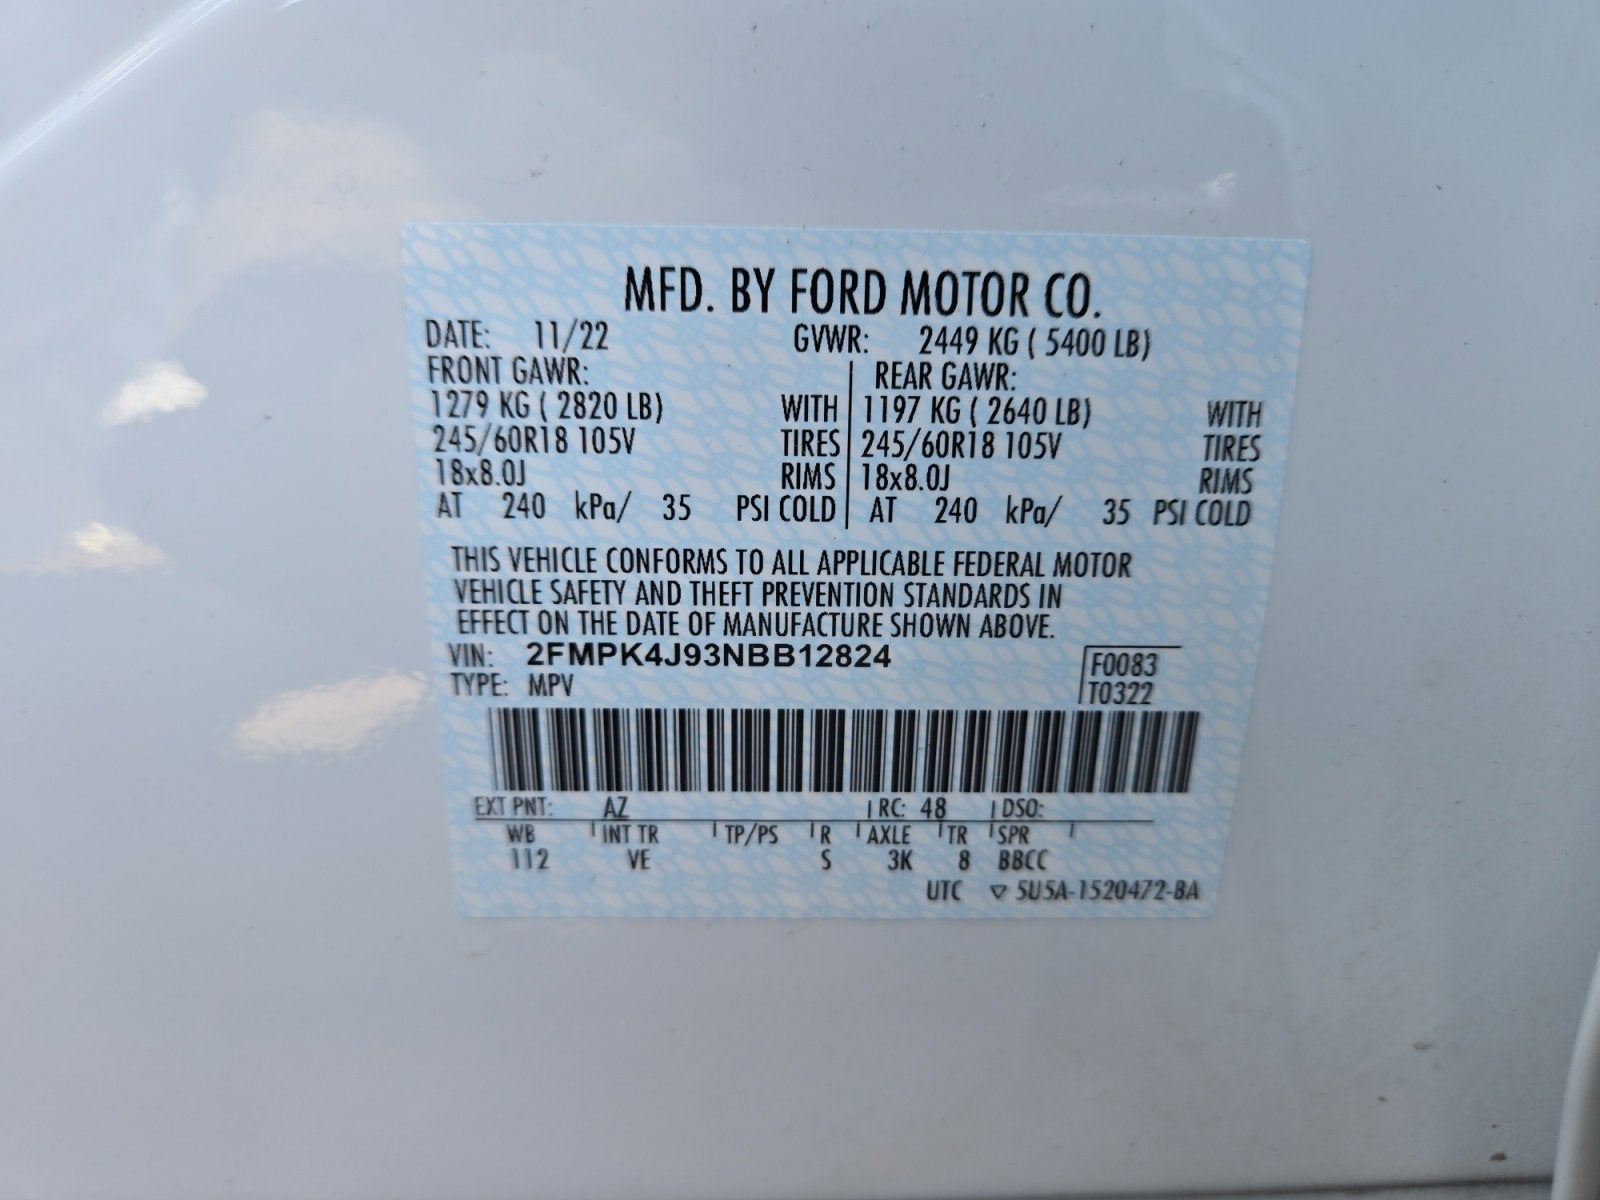 MFD. BY FORD MOTOR CO.
DATE: 11/22 GVWR: 2449 KG ( 5400 LB)
FRONT GAWR: REAR GAWR:
1279 KG ( 2820 LB) WITH 1197 KG ( 2640 LB) WITH
245/60R18 105V TIRES 245/60R18 105V TIRES
18x8.0J RIMS 18x8.0J RIMS
AT 240 kPa/ 35 PSI COLD AT 240 kPa/ 35 PSI COLD
THIS VEHICLE CONFORMS TO ALL APPLICABLE FEDERAL MOTOR
VEHICLE SAFETY AND THEFT PREVENTION STANDARDS IN
EFFECT ON THE DATE OF MANUFACTURE SHOWN ABOVE.
VIN: 2FMPK4J93NBB12824 F0083
TYPE: MPV T0322
EXT PNT: AZ RC: 48 DSO:
WB INT TR TP/PS R AXLE TR SPR
112 VE S 3K 8 BBCC
UTC ▽ 5U5A-1520472-BA